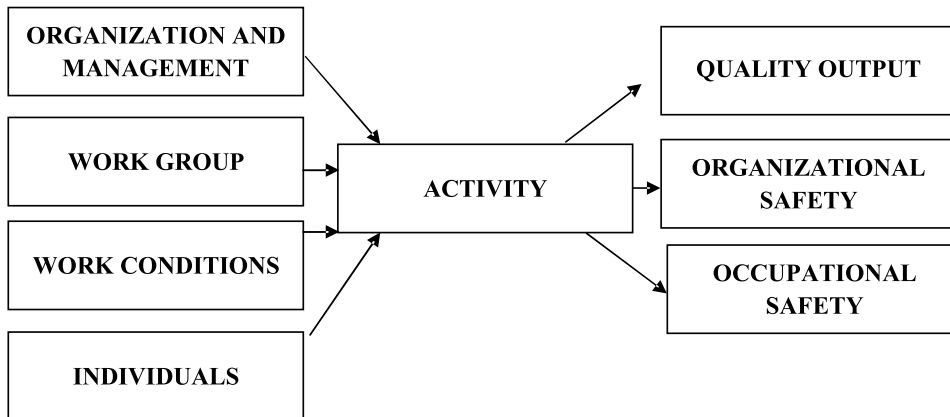 ORGANIZATION AND
MANAGEMENT
WORK GROUP
WORK CONDITIONS
INDIVIDUALS
ACTIVITY
QUALITY OUTPUT
ORGANIZATIONAL
SAFETY
OCCUPATIONAL
SAFETY